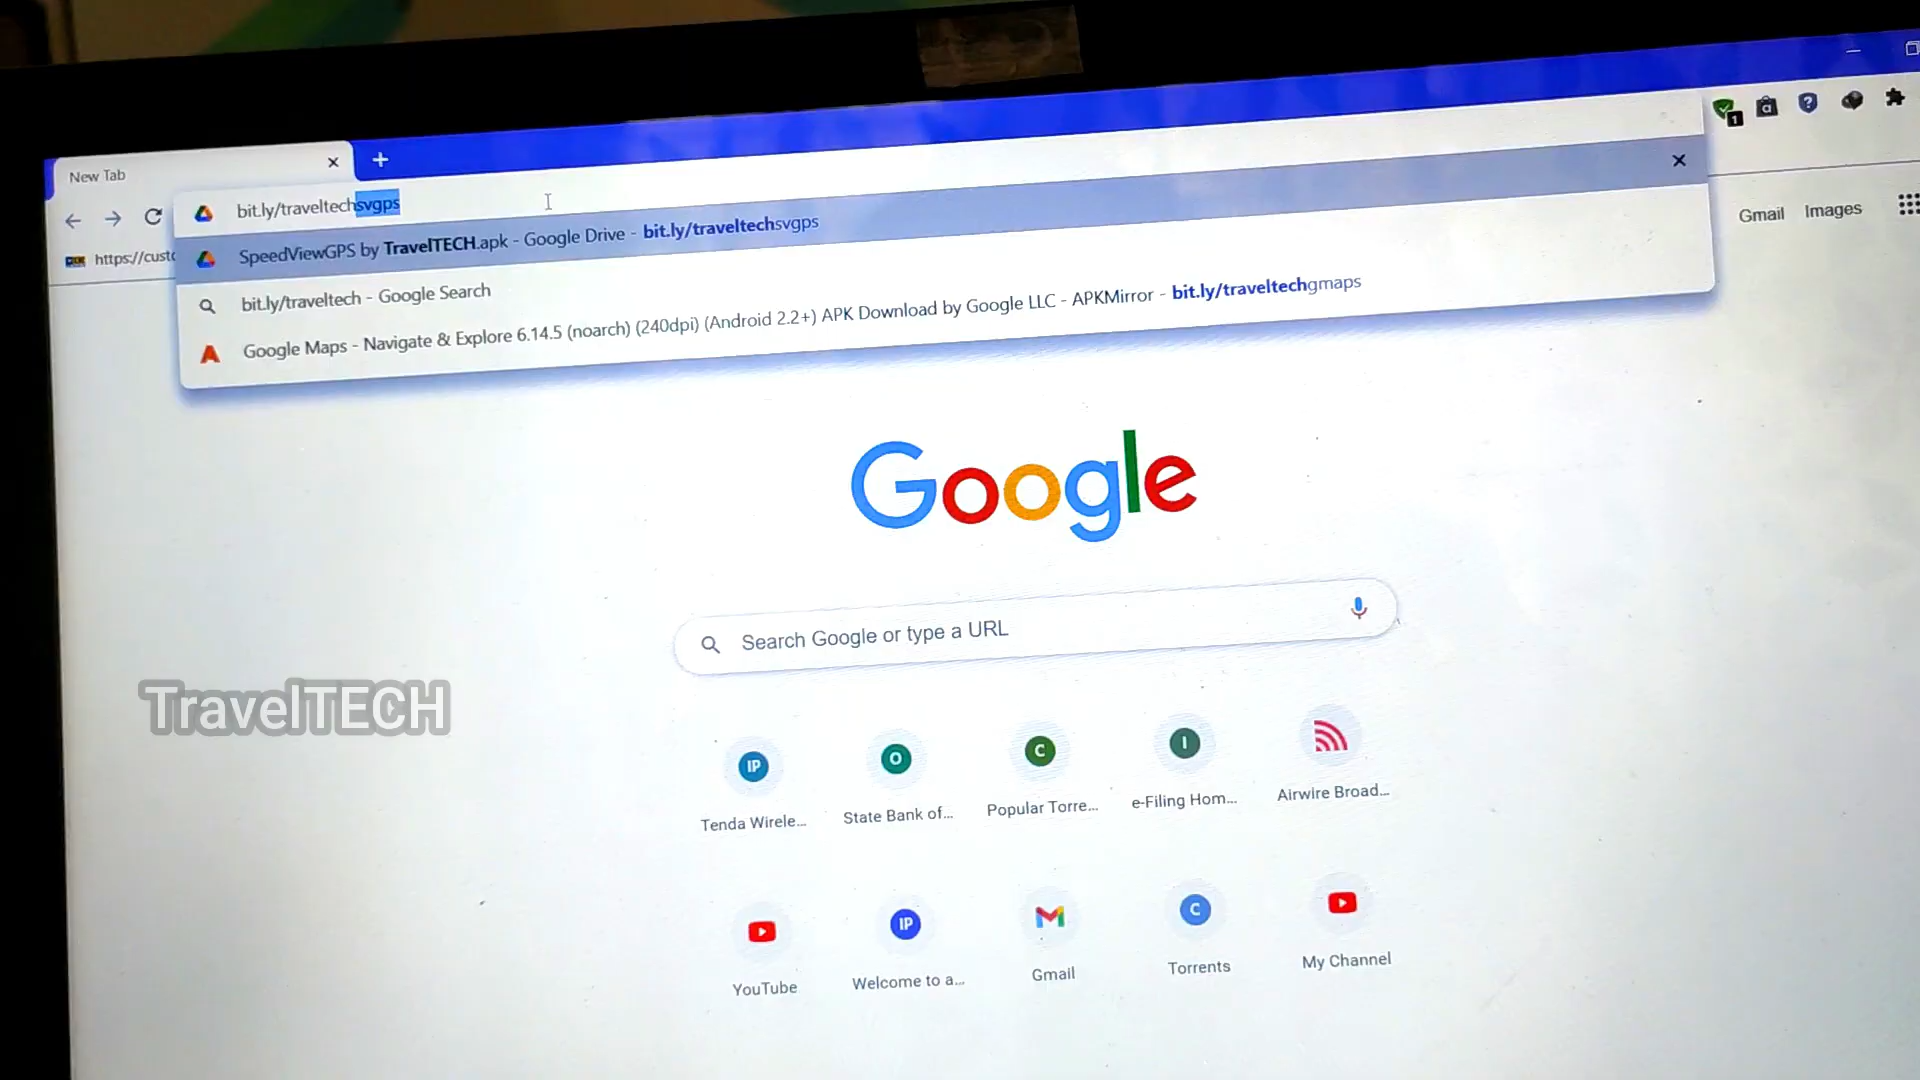 New Tab
bit.ly/traveltechsvgps
SpeedViewGPS by TravelTECH.apk - Google Drive - bit.ly/traveltechsvgps
https://custo
bit.ly/traveltech - Google Search
Google Maps - Navigate & Explore 6.14.5 (noarch) (240dpi) (Android 2.2+) APK Download by Google LLC - APKMirror - bit.ly/traveltechgmaps
1
Gmail Images
Google
Search Google or type a URL
TravelTECH
IP O C I
Tenda Wirele... State Bank of... Popular Torre... e-Filing Hom... Airwire Broad...
IP C
YouTube Welcome to a... Gmail Torrents My Channel